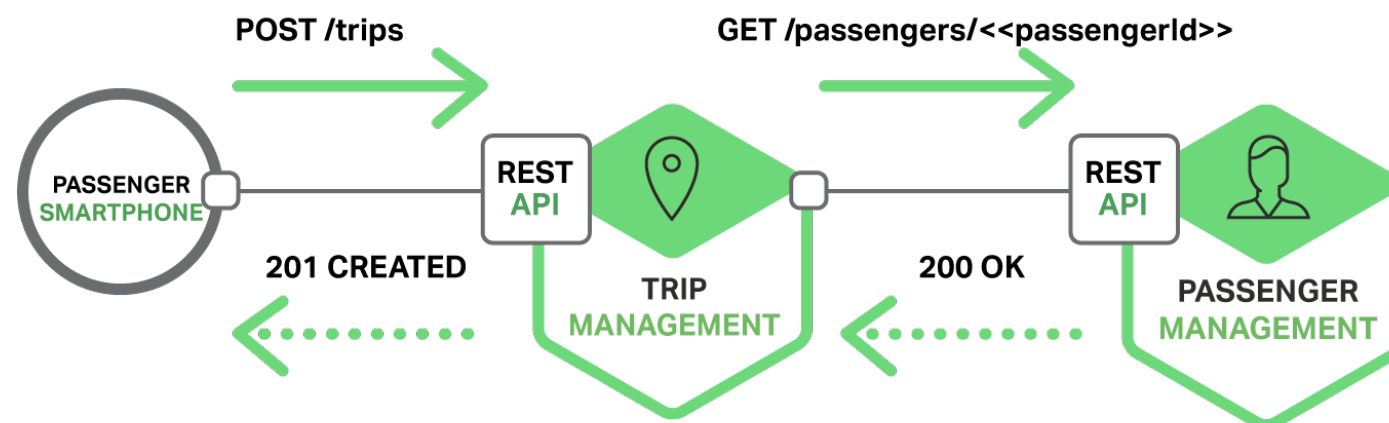 POST /trips
GET /passengers/<<passengerId>>
PASSENGER
SMARTPHONE
REST
API
REST
API
201 CREATED
200 OK
TRIP
MANAGEMENT
PASSENGER
MANAGEMENT